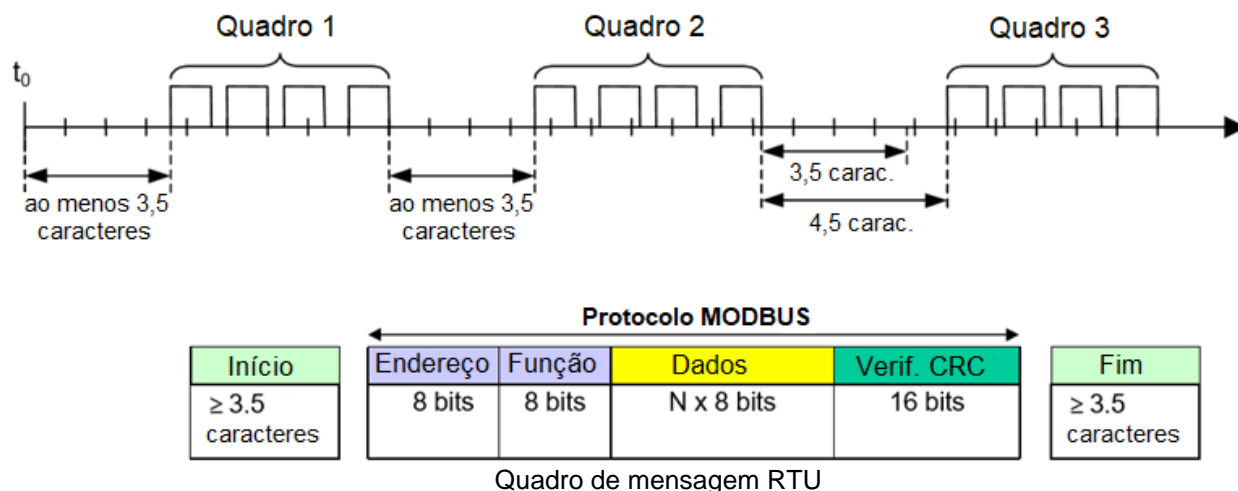 Quadro 1
Quadro 2
Quadro 3
t0
ao menos 3,5
caracteres
ao menos 3,5
caracteres
3,5 carac.
4,5 carac.
Protocolo MODBUS
Início
Endereço
Função
Dados
Verif. CRC
Fim
≥ 3.5
caracteres
8 bits
8 bits
N x 8 bits
16 bits
≥ 3.5
caracteres
Quadro de mensagem RTU